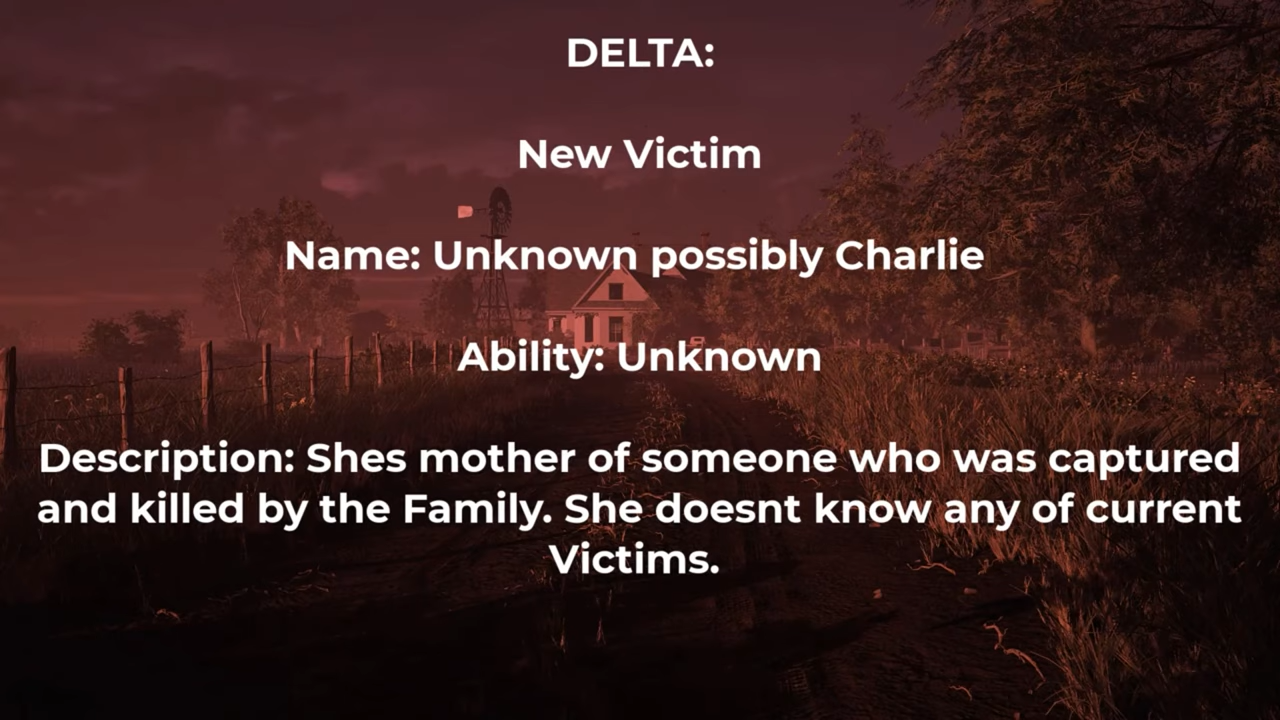 DELTA:
New Victim
Name: Unknown possibly Charlie
Ability: Unknown
Description: Shes mother of someone who was captured
and killed by the Family. She doesnt know any of current
Victims.